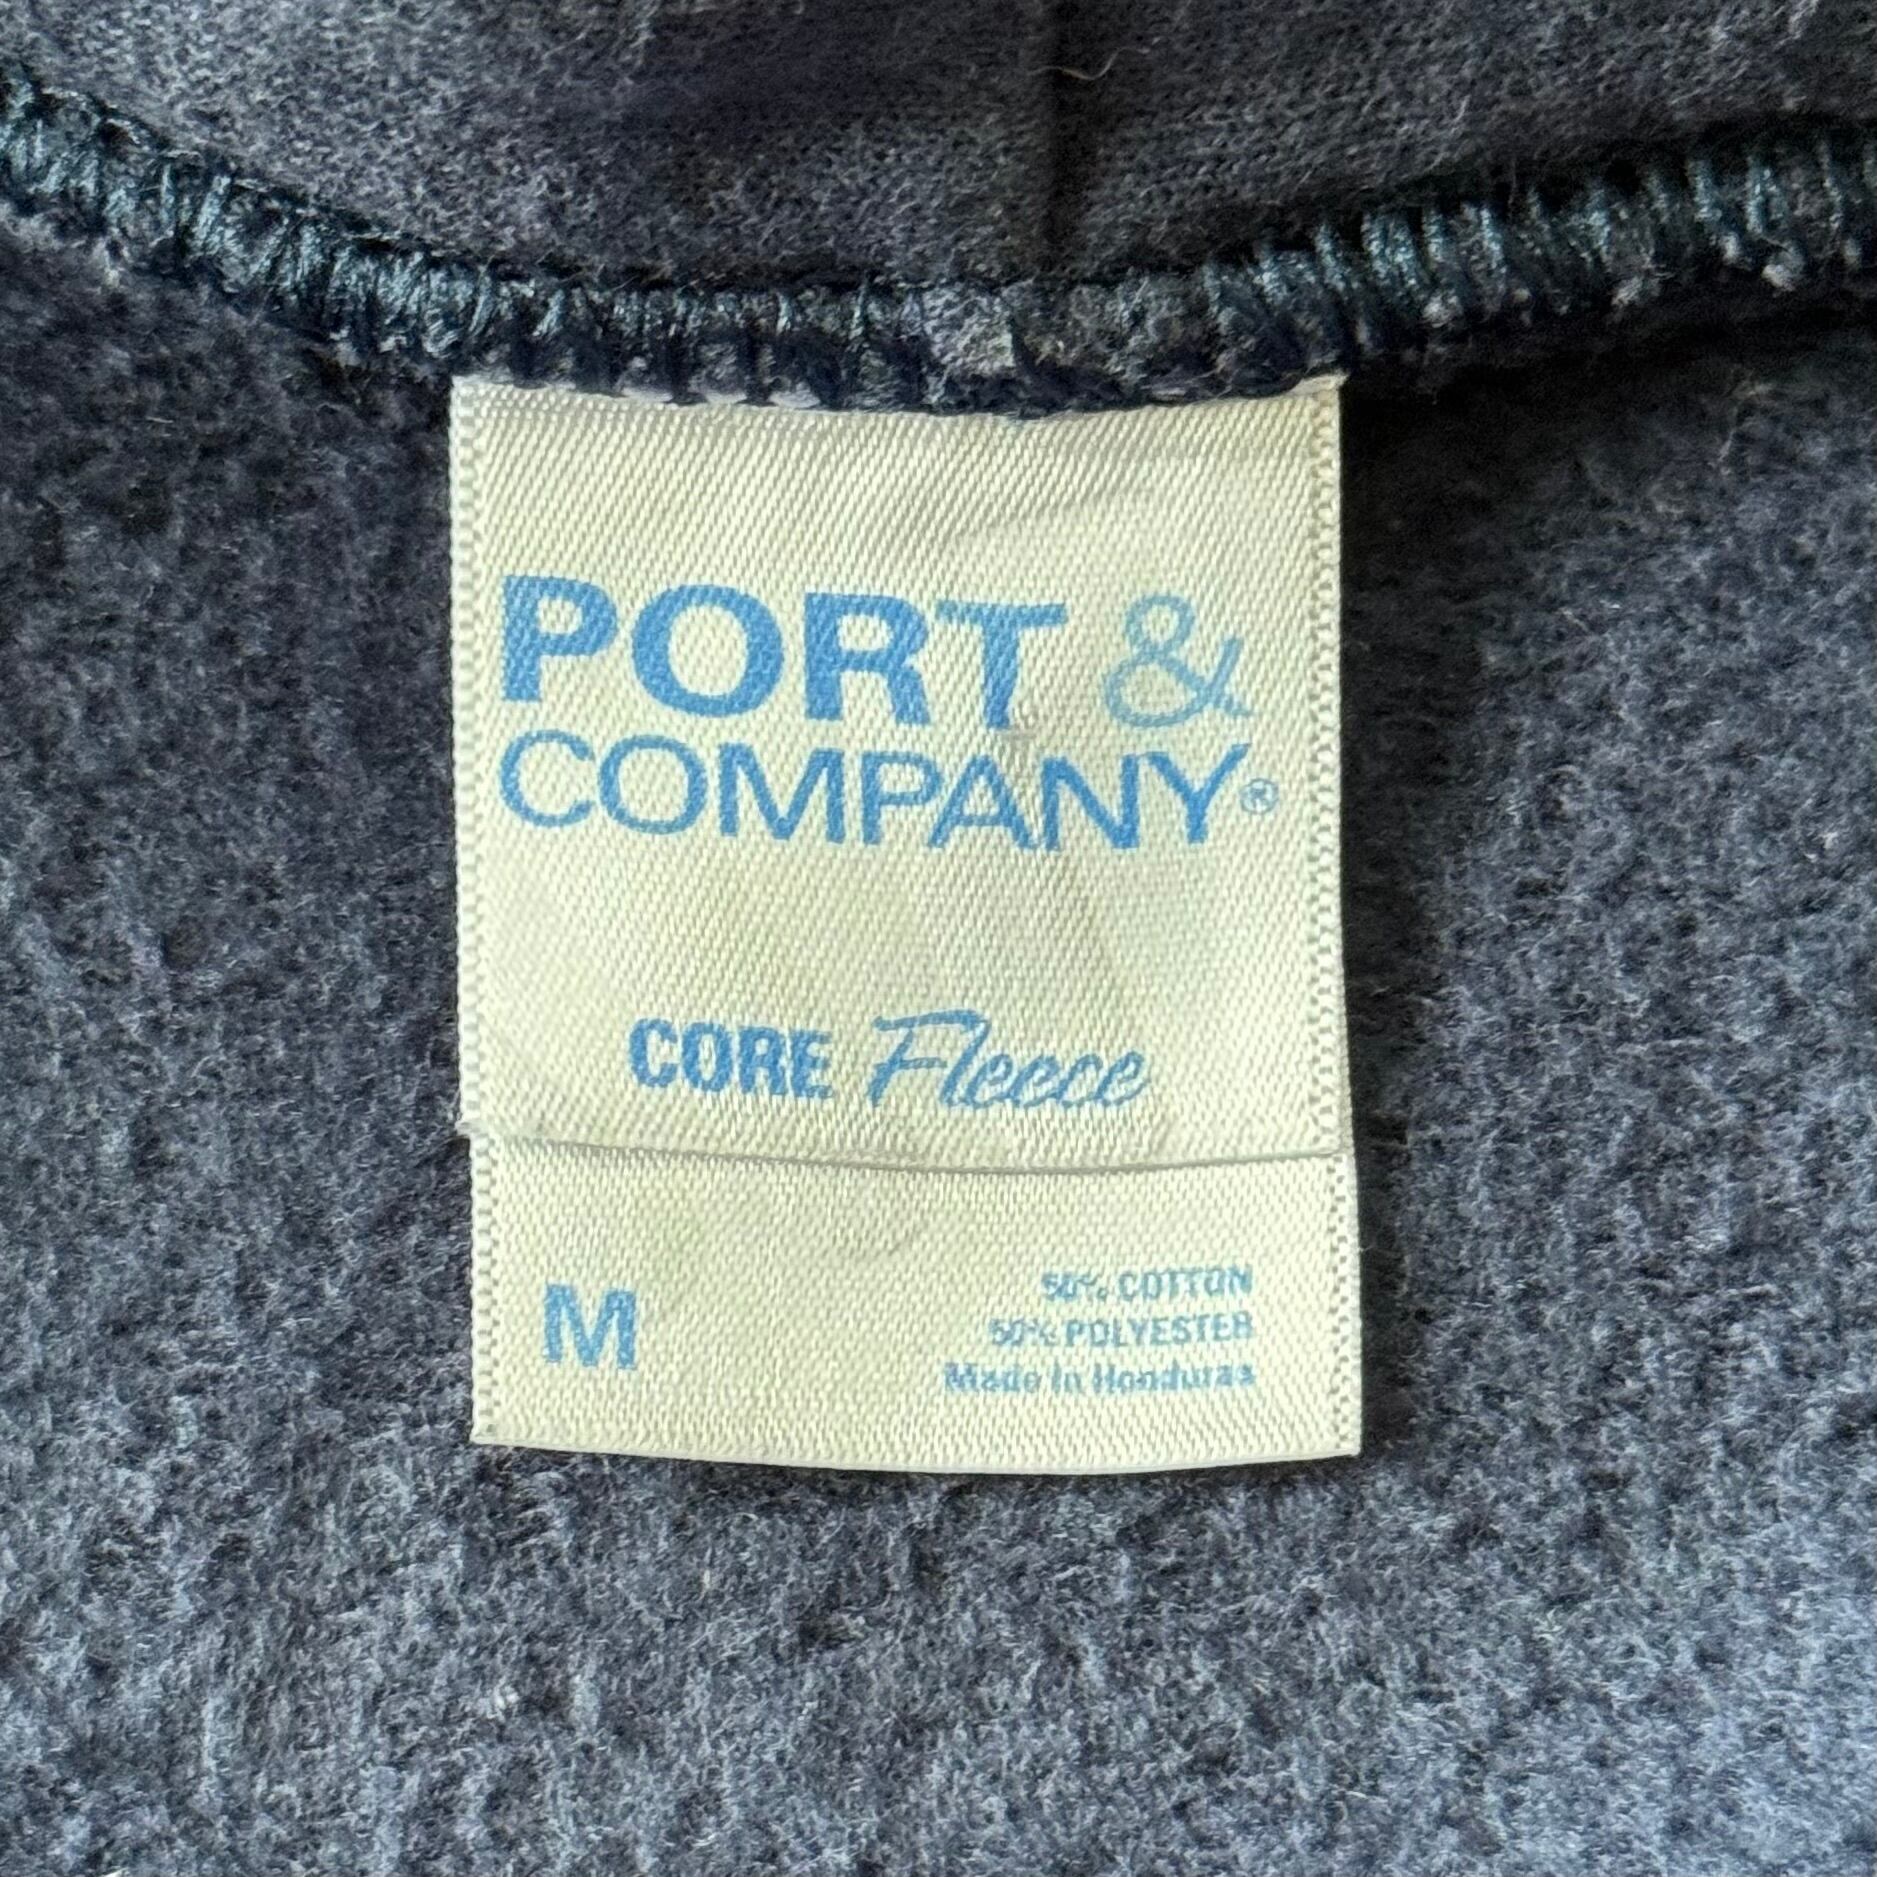 PORT &
COMPANY®
CORE Fleece
M
50% COTTON
50% POLYESTER
Made In Honduras